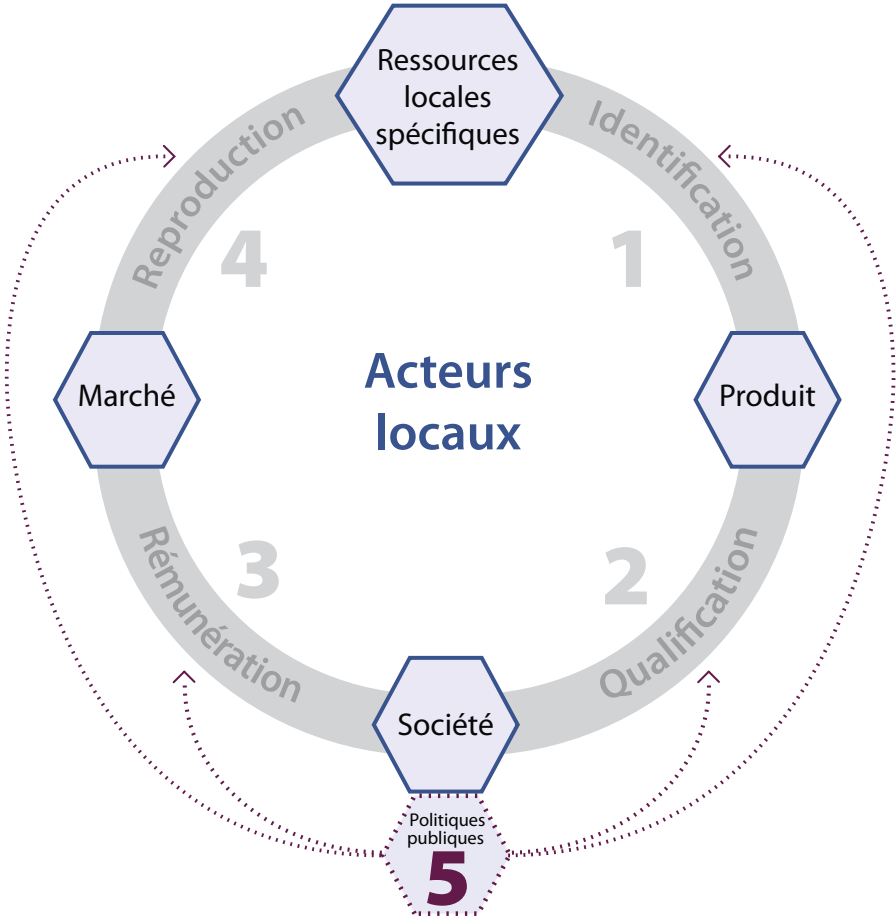 Ressources
locales
spécifiques
Identification
1
Produit
Qualification
2
Société
Rémunération
3
Marché
Reproduction
4
Acteurs
locaux
Politiques
publiques
5